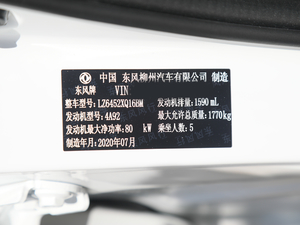 中国 东风柳州汽车有限公司 制造
东风牌 VIN
整车型号: LZ6452XQ16BM 发动机排量: 1590 mL
发动机型号: 4A92 最大允许总质量: 1770kg
发动机最大净功率: 80 kW 乘坐人数: 5
制造年月: 2020年07月